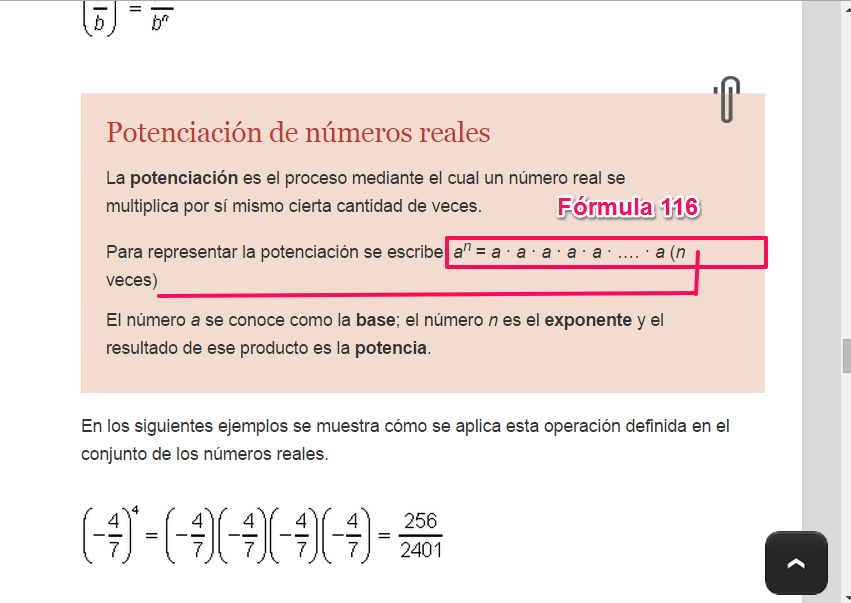 (a/b)ⁿ = aⁿ/bⁿ
Potenciación de números reales
La potenciación es el proceso mediante el cual un número real se
multiplica por sí mismo cierta cantidad de veces.
Fórmula 116
Para representar la potenciación se escribe aⁿ = a · a · a · a · a · .... · a (n
veces)
El número a se conoce como la base; el número n es el exponente y el
resultado de ese producto es la potencia.
En los siguientes ejemplos se muestra cómo se aplica esta operación definida en el
conjunto de los números reales.
(-4/7)⁴ = (-4/7)(-4/7)(-4/7)(-4/7) = 256/2401